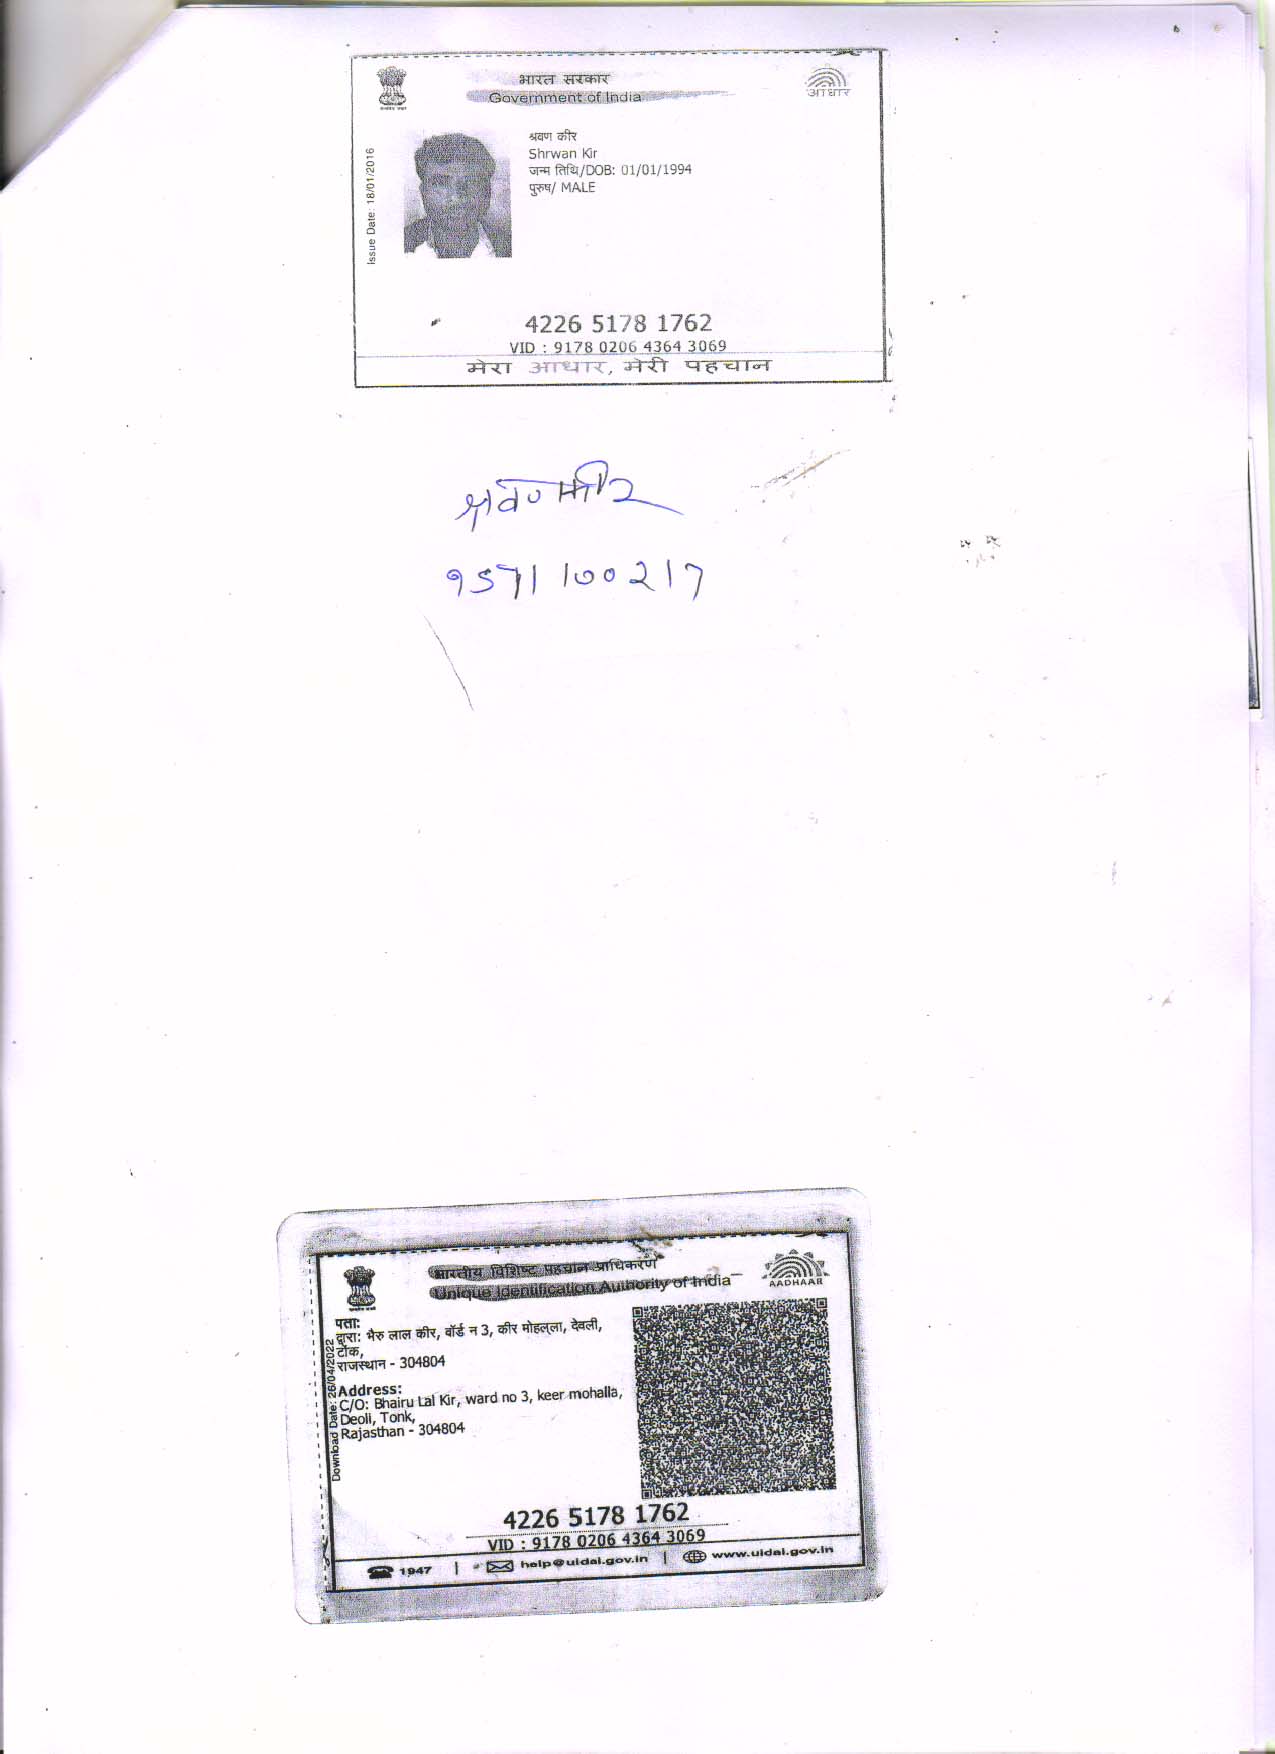 भारत सरकार
Government of India
आधार
Issue Date: 18/01/2016
श्रवण कीर
Shrwan Kir
जन्म तिथि/DOB: 01/01/1994
पुरुष/ MALE
4226 5178 1762
VID : 9178 0206 4364 3069
मेरा आधार, मेरी पहचान
श्रवण कीर
९571100217
भारतीय विशिष्ट पहचान प्राधिकरण
Unique Identification Authority of India
AADHAAR
Download Date: 26/04/2022
पता:
द्वारा: भैरु लाल कीर, वॉर्ड न 3, कीर मोहल्ला, देवली,
टोंक,
राजस्थान - 304804
Address:
C/O: Bhairu Lal Kir, ward no 3, keer mohalla,
Deoli, Tonk,
Rajasthan - 304804
4226 5178 1762
VID : 9178 0206 4364 3069
1947 | help@uidai.gov.in | www.uidai.gov.in